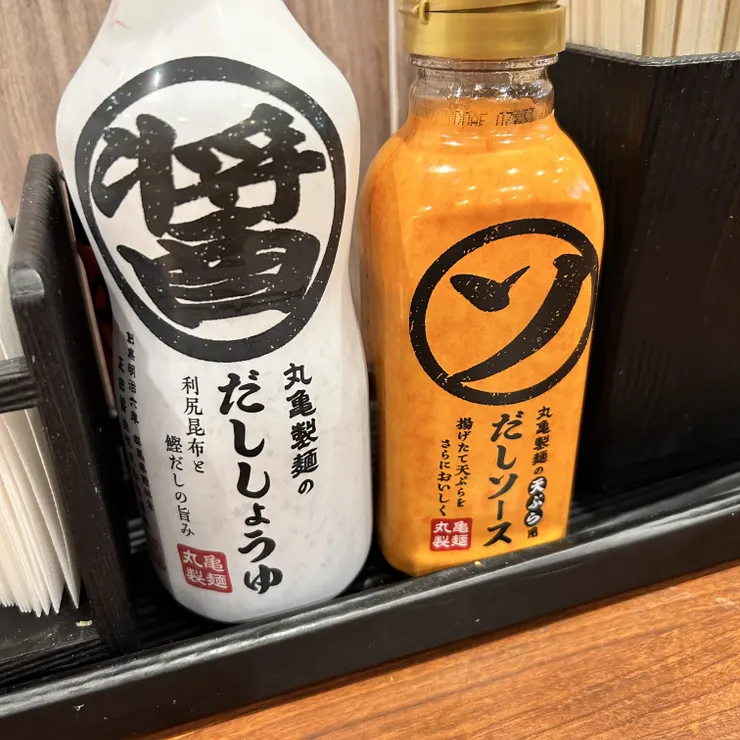 醤
丸亀製麺の
だししょうゆ
利尻昆布と
鰹だしの旨み
丸亀
製麺
ソ
丸亀製麺の天ぷら用
だしソース
揚げたて天ぷらを
さらにおいしく
丸亀
製麺